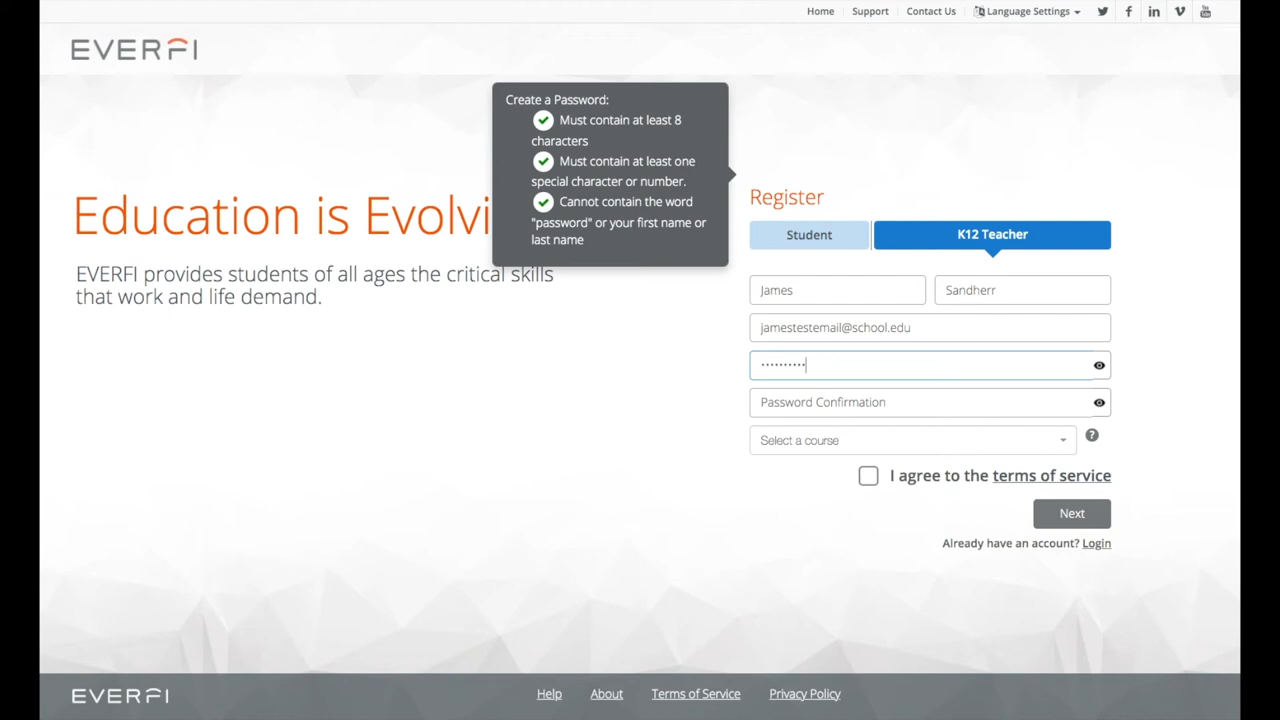 Home Support Contact Us Language Settings
EVERFI
Create a Password:
Must contain at least 8
characters
Must contain at least one
special character or number.
Cannot contain the word
"password" or your first name or
last name
Education is Evolvi
EVERFI provides students of all ages the critical skills
that work and life demand.
Register
Student K12 Teacher
James Sandherr
jamestestemail@school.edu
Password Confirmation
Select a course
I agree to the terms of service
Next
Already have an account? Login
EVERFI Help About Terms of Service Privacy Policy